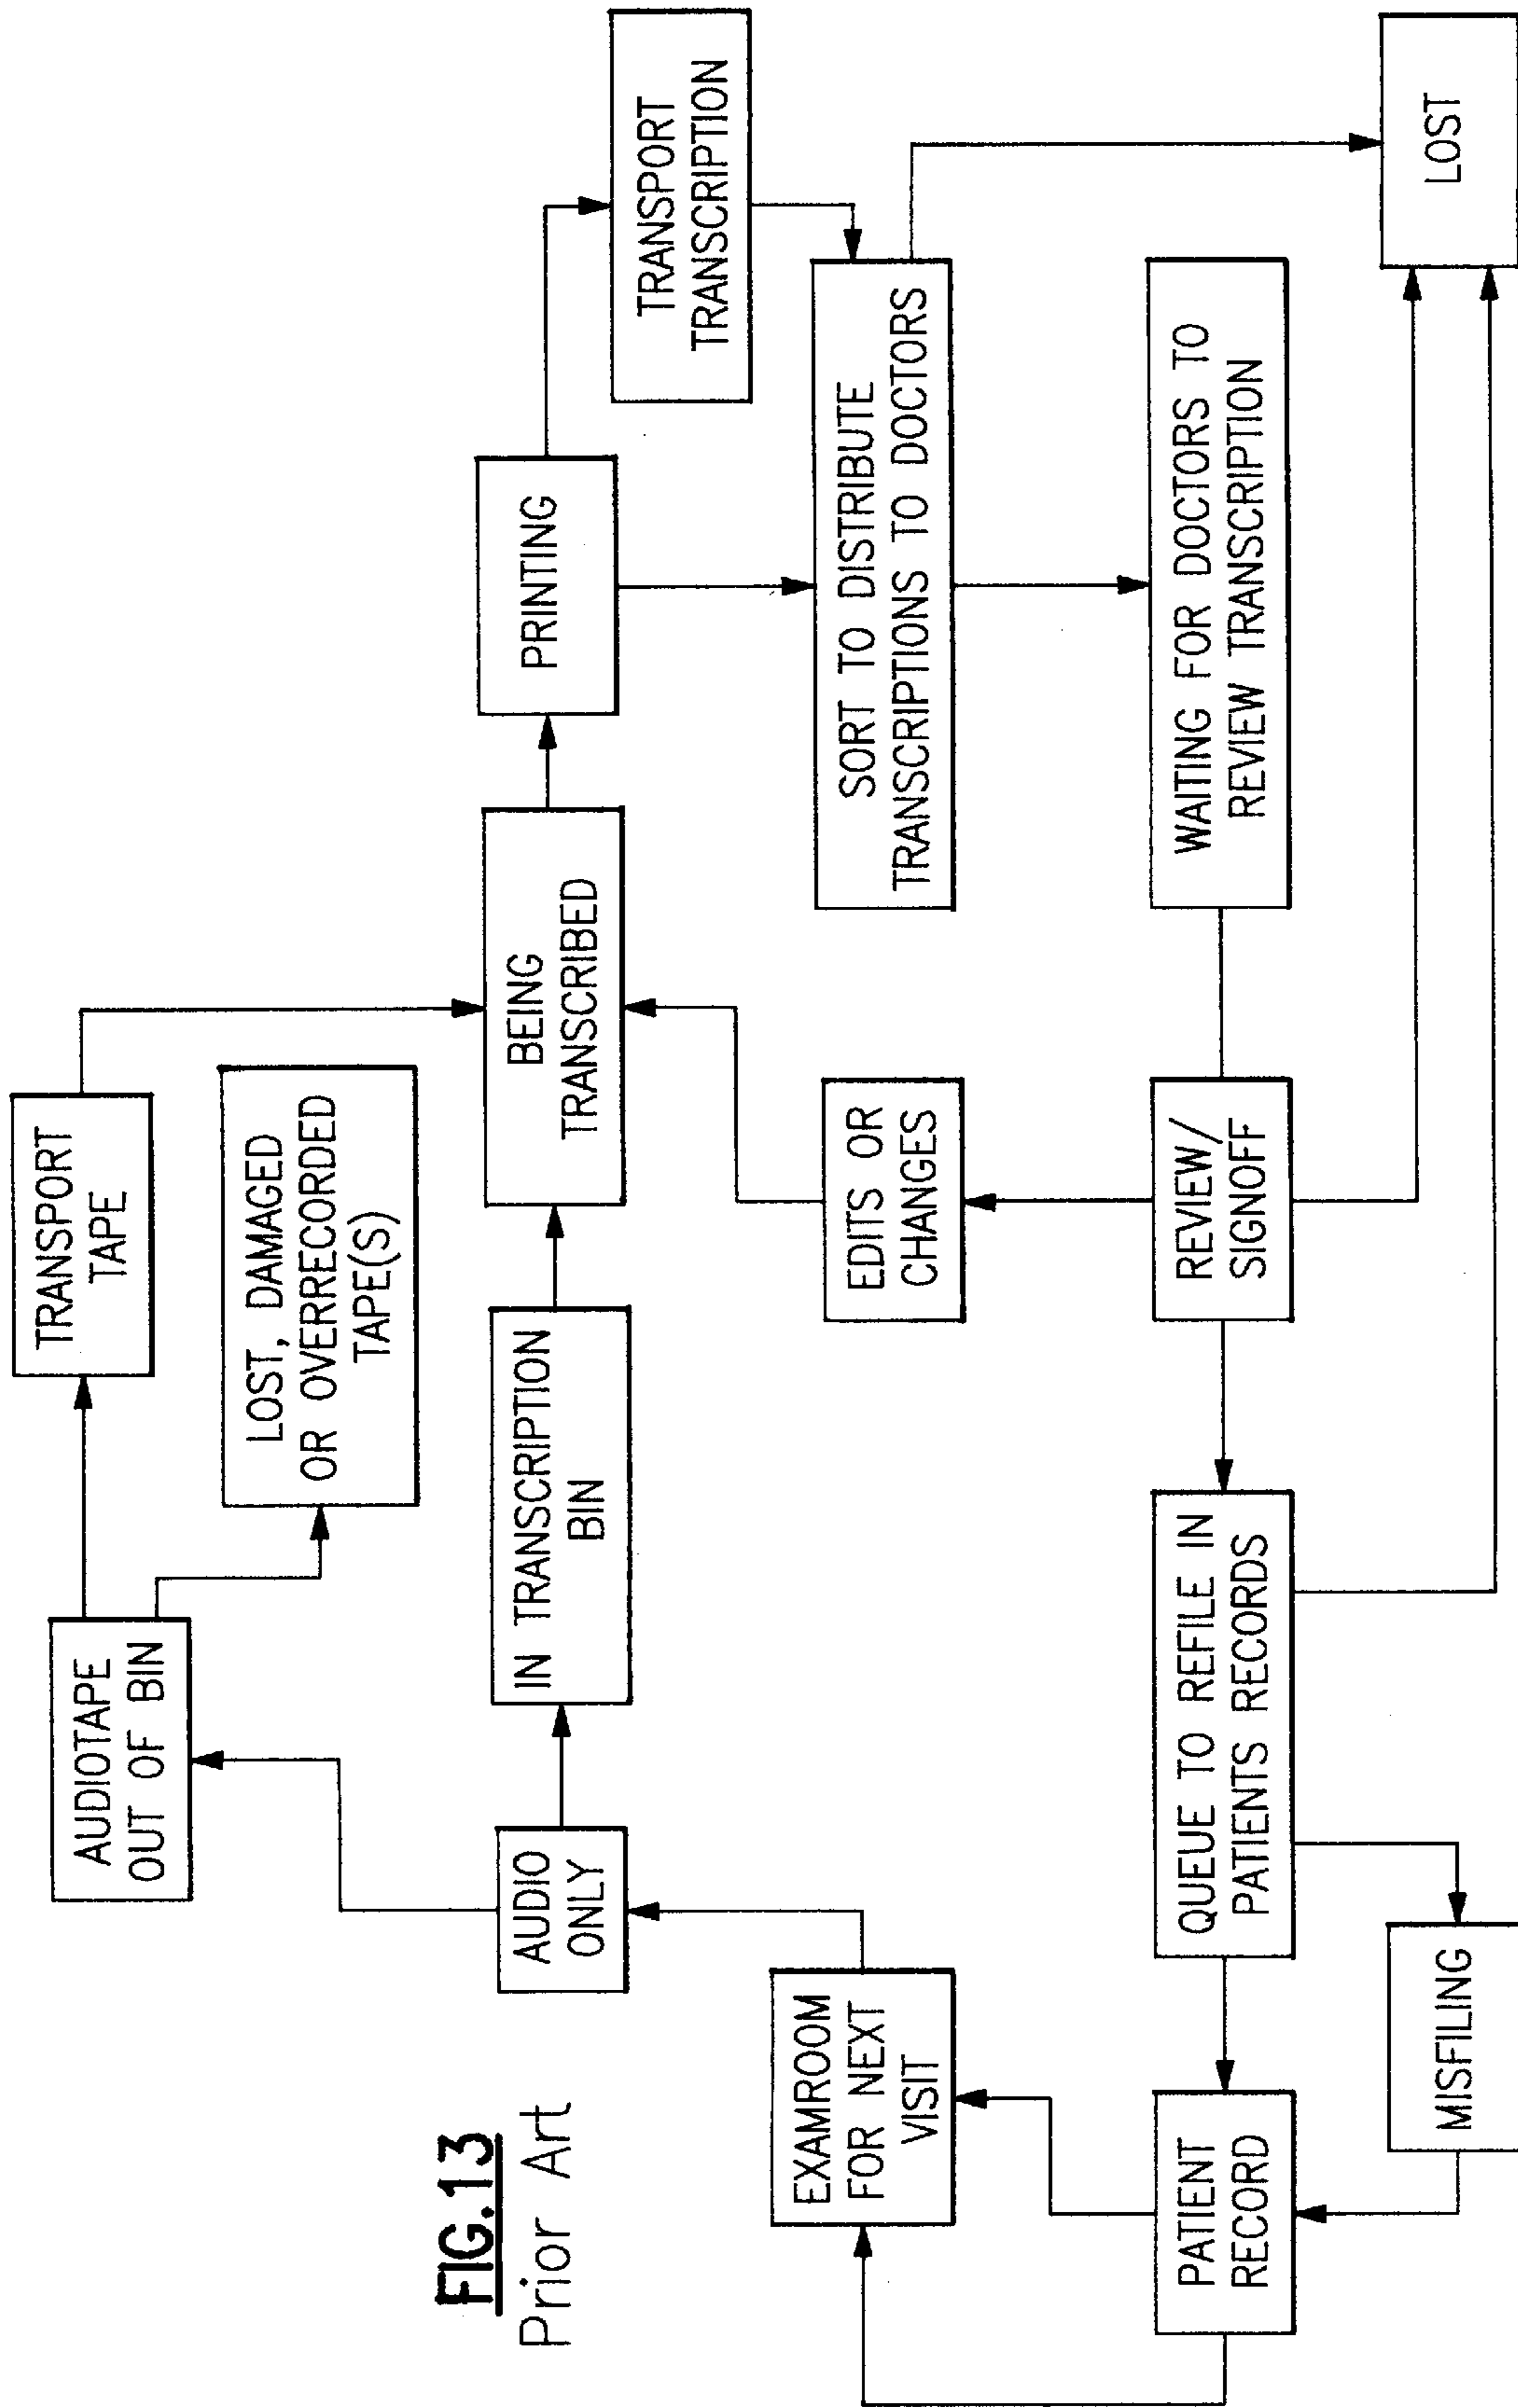 TRANSPORT
TAPE
AUDIOTAPE
OUT OF BIN
LOST, DAMAGED
OR OVERRECORDED
TAPE(S)
AUDIO
ONLY
IN TRANSCRIPTION
BIN
BEING
TRANSCRIBED
PRINTING
TRANSPORT
TRANSCRIPTION
FIG.13
Prior Art
EXAMROOM
FOR NEXT
VISIT
EDITS OR
CHANGES
SORT TO DISTRIBUTE
TRANSCRIPTIONS TO DOCTORS
PATIENT
RECORD
QUEUE TO REFILE IN
PATIENTS RECORDS
REVIEW/
SIGNOFF
WAITING FOR DOCTORS TO
REVIEW TRANSCRIPTION
MISFILING
LOST